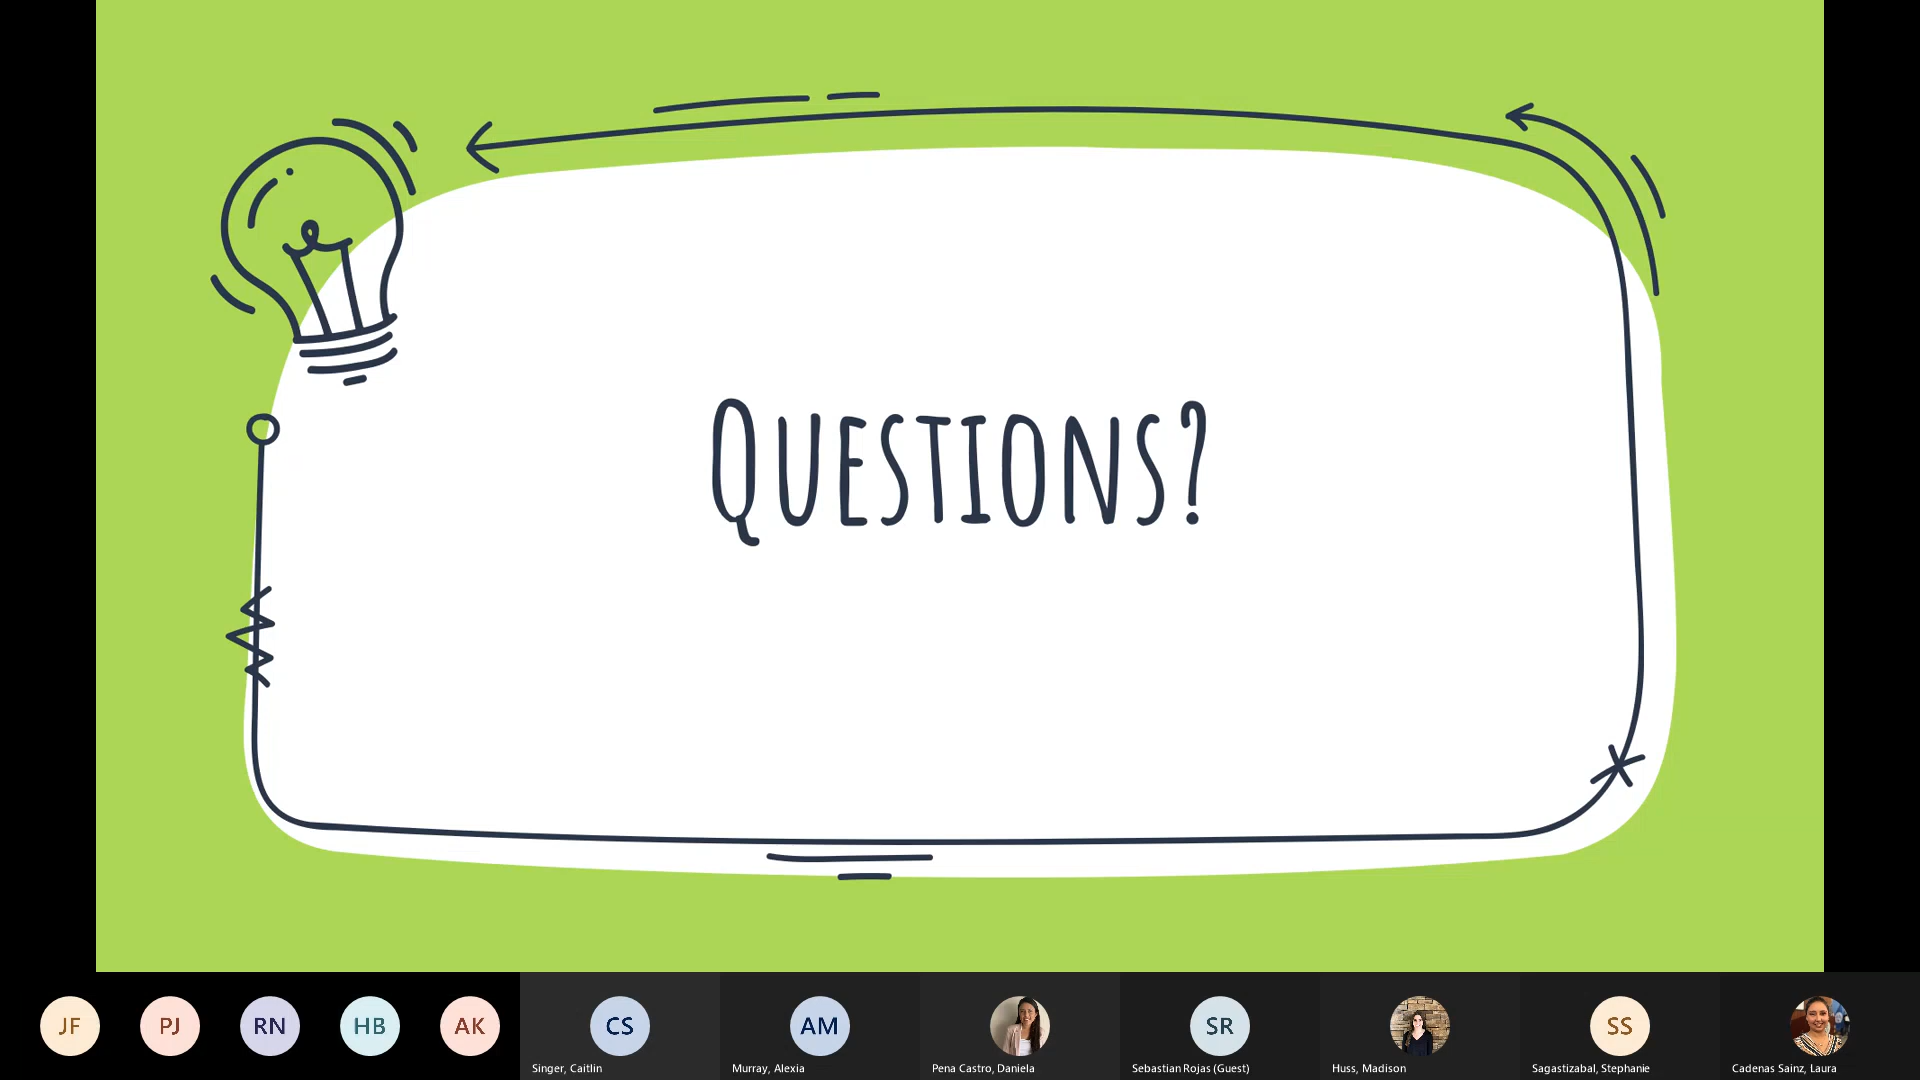 QUESTIONS?
JF
PJ
RN
HB
AK
CS
AM
SR
SS
Singer, Caitlin
Murray, Alexia
Pena Castro, Daniela
Sebastian Rojas (Guest)
Huss, Madison
Sagastizabal, Stephanie
Cadenas Sainz, Laura